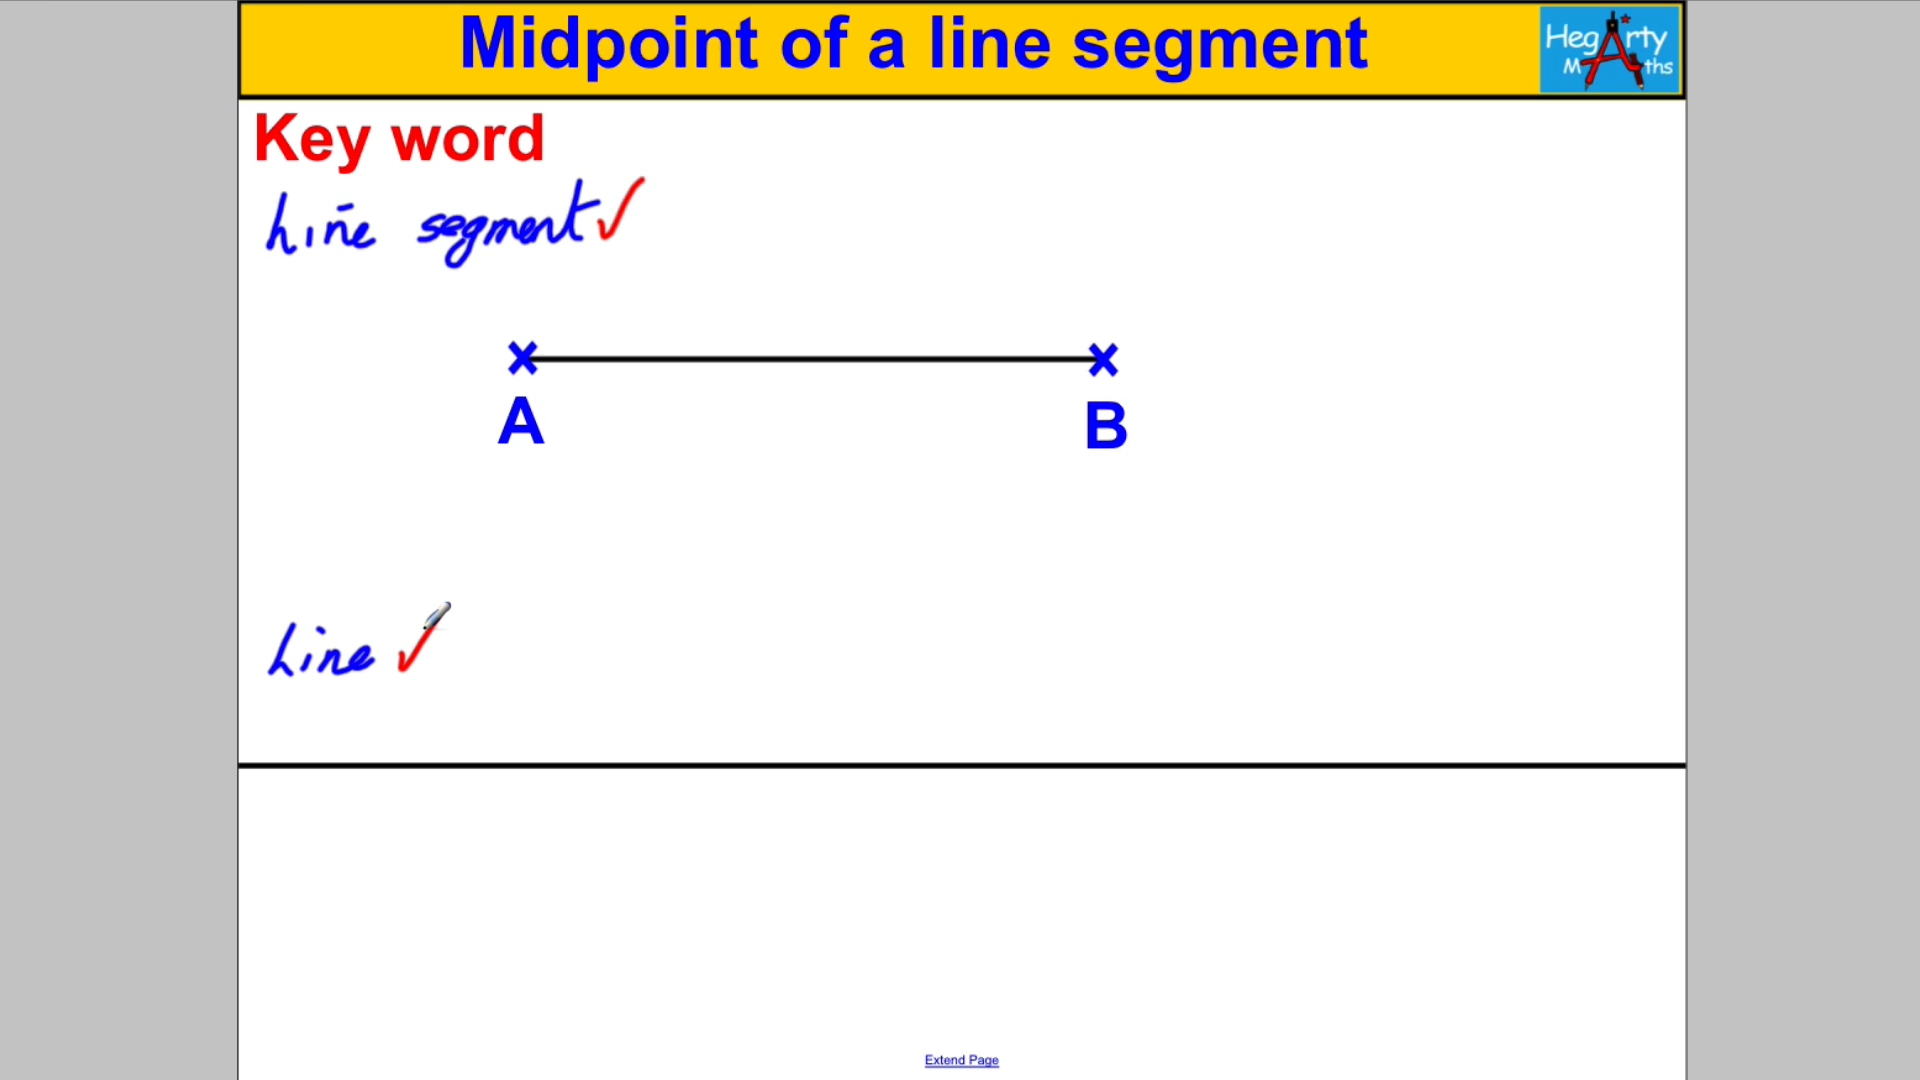 Midpoint of a line segment
Hegarty
Maths
Key word
Line segment
A
B
Line
Extend Page